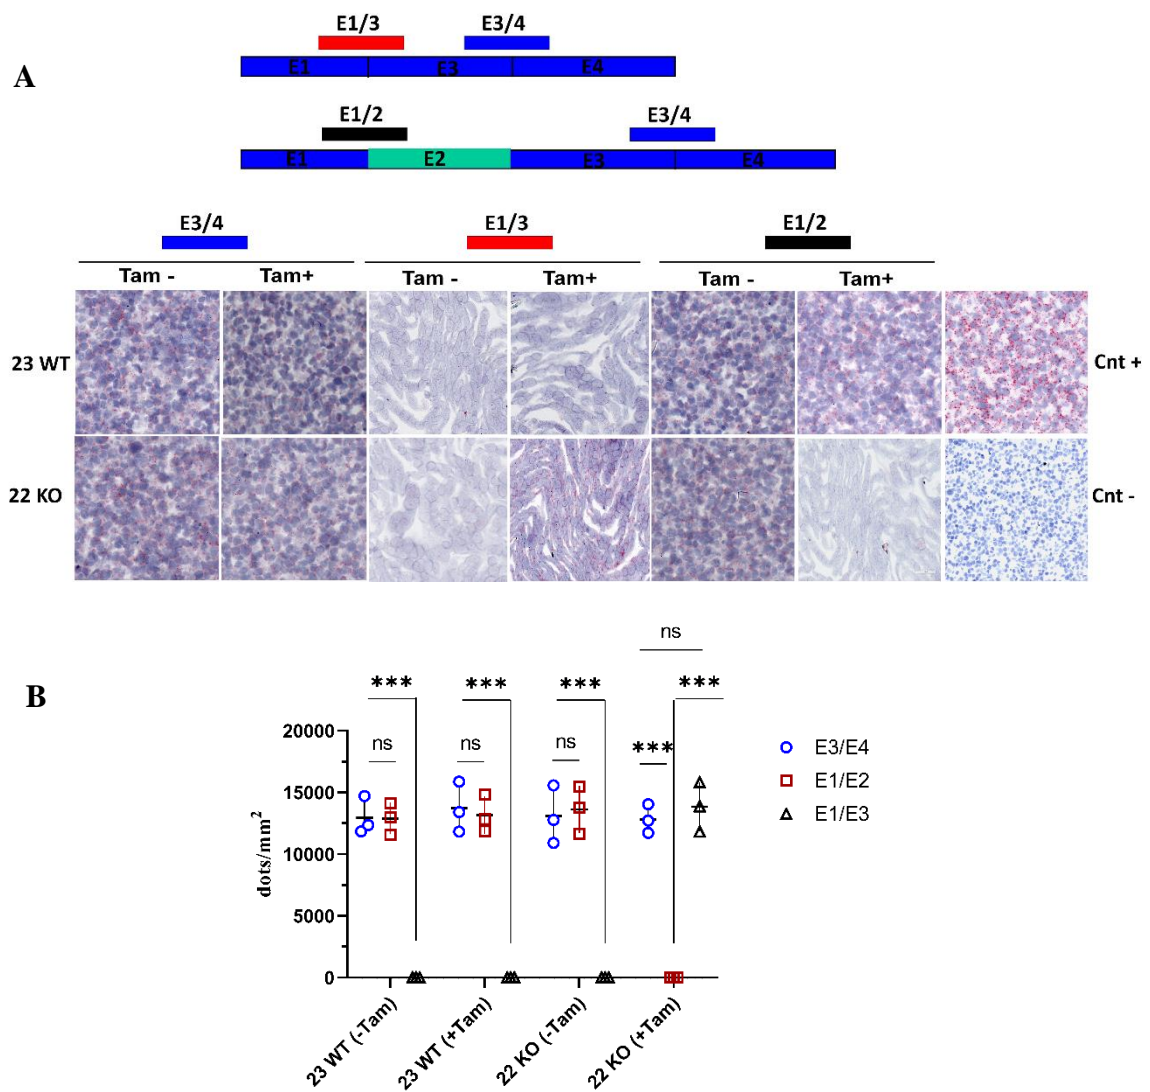 A
E1/3 E3/4
E1 E3 E4
E1/2 E3/4
E1 E2 E3 E4
E3/4 E1/3 E1/2
Tam - Tam+ Tam - Tam+ Tam - Tam+
23 WT Cnt +
22 KO Cnt -
B
ns
*** *** *** ***
20000
ns ns ns ***
15000
10000
5000
0
dots/mm²
23 WT (-Tam)
23 WT (+Tam)
22 KO (-Tam)
22 KO (+Tam)
E3/E4
E1/E2
E1/E3